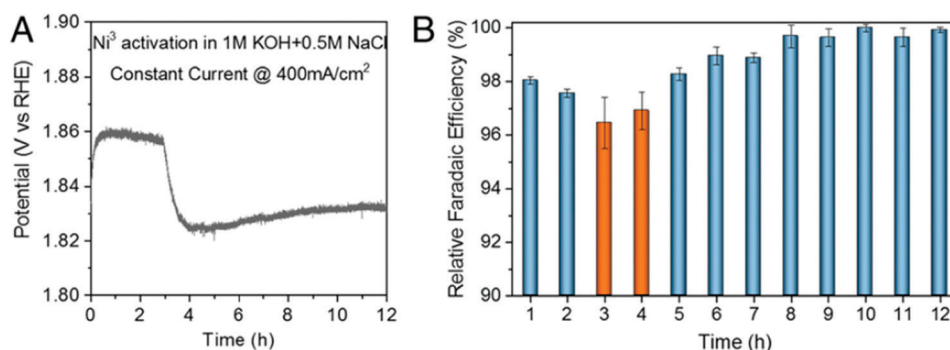 A
Ni³ activation in 1M KOH+0.5M NaCl
Constant Current @ 400mA/cm²
Potential (V vs RHE)
1.90
1.88
1.86
1.84
1.82
1.80
0 2 4 6 8 10 12
Time (h)
B
Relative Faradaic Efficiency (%)
100
98
96
94
92
90
1 2 3 4 5 6 7 8 9 10 11 12
Time (h)